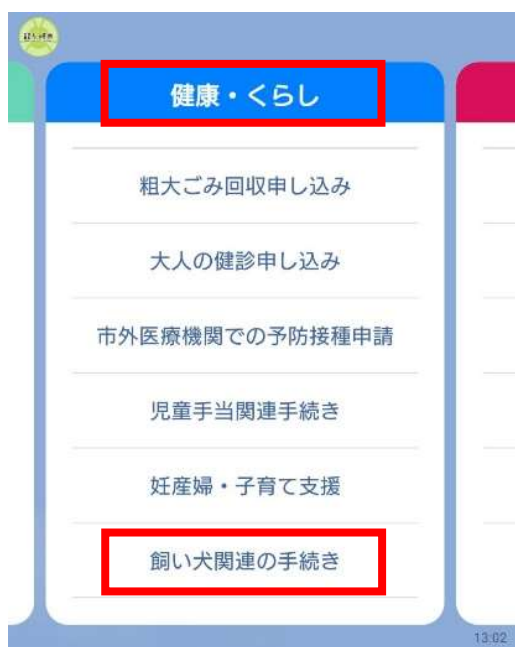 健康・くらし
粗大ごみ回収申し込み
大人の健診申し込み
市外医療機関での予防接種申請
児童手当関連手続き
妊産婦・子育て支援
飼い犬関連の手続き
13:02